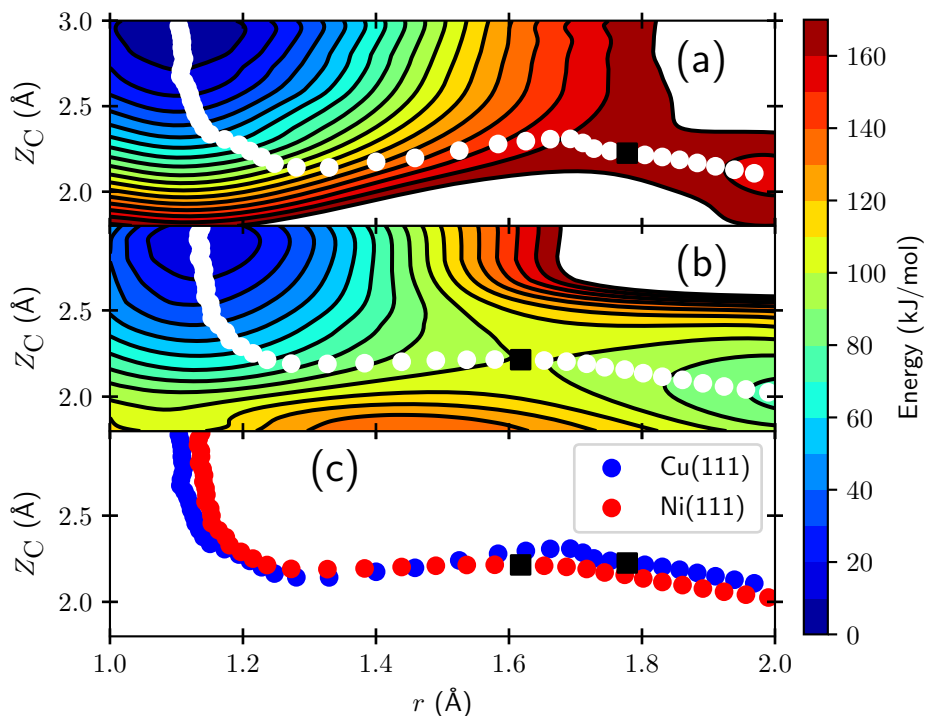 3.0
2.5
2.0
Z_C (Å)
(a)
2.5
2.0
Z_C (Å)
(b)
2.5
2.0
Z_C (Å)
(c)
Cu(111)
Ni(111)
1.0 1.2 1.4 1.6 1.8 2.0
r (Å)
160
140
120
100
80
60
40
20
0
Energy (kJ/mol)